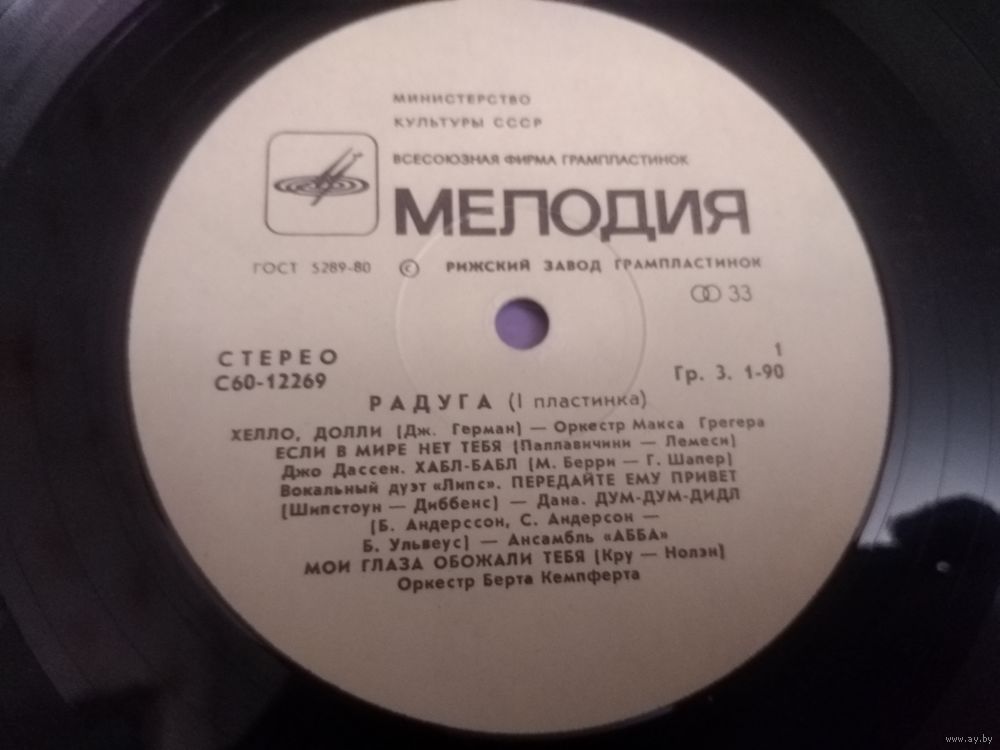 МИНИСТЕРСТВО
КУЛЬТУРЫ СССР
ВСЕСОЮЗНАЯ ФИРМА ГРАМПЛАСТИНОК
МЕЛОДИЯ
ГОСТ 5289-80 © РИЖСКИЙ ЗАВОД ГРАМПЛАСТИНОК
33
СТЕРЕО
1
С60-12269
Гр. 3. 1-90
РАДУГА (I пластинка)
ХЕЛЛО, ДОЛЛИ (Дж. Герман) — Оркестр Макса Грегера
ЕСЛИ В МИРЕ НЕТ ТЕБЯ (Паллавичини — Лемеси)
Джо Дассен. ХАБЛ-БАБЛ (М. Берри — Г. Шапер)
Вокальный дуэт «Липс». ПЕРЕДАЙТЕ ЕМУ ПРИВЕТ
(Шипстоун — Диббенс) — Дана. ДУМ-ДУМ-ДИДЛ
(Б. Андерссон, С. Андерсон —
Б. Ульвеус) — Ансамбль «АББА»
МОИ ГЛАЗА ОБОЖАЛИ ТЕБЯ (Кру — Нолэн)
Оркестр Берта Кемпферта
www.ay.by